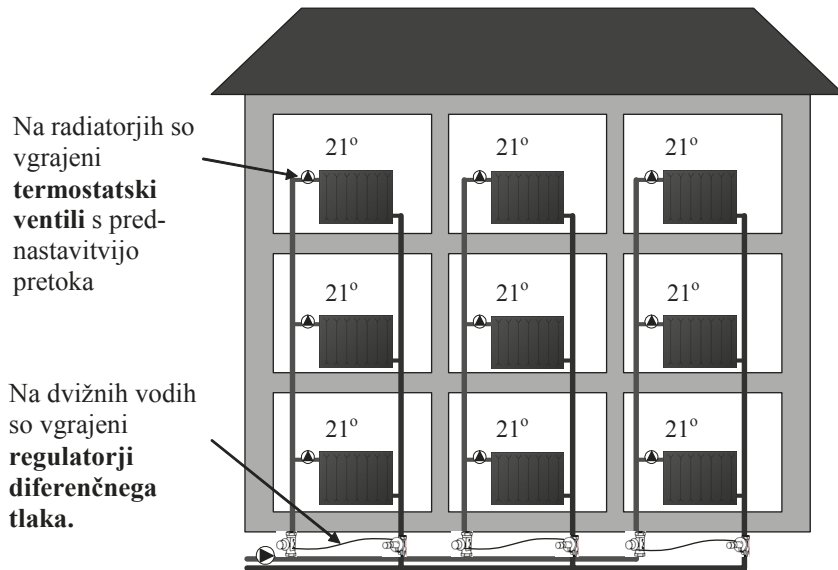 Na radiatorjih so
vgrajeni
termostatski
ventili s pred-
nastavitvijo
pretoka
21º 21º 21º
21º 21º 21º
Na dvižnih vodih
so vgrajeni
regulatorji
diferenčnega
tlaka.
21º 21º 21º